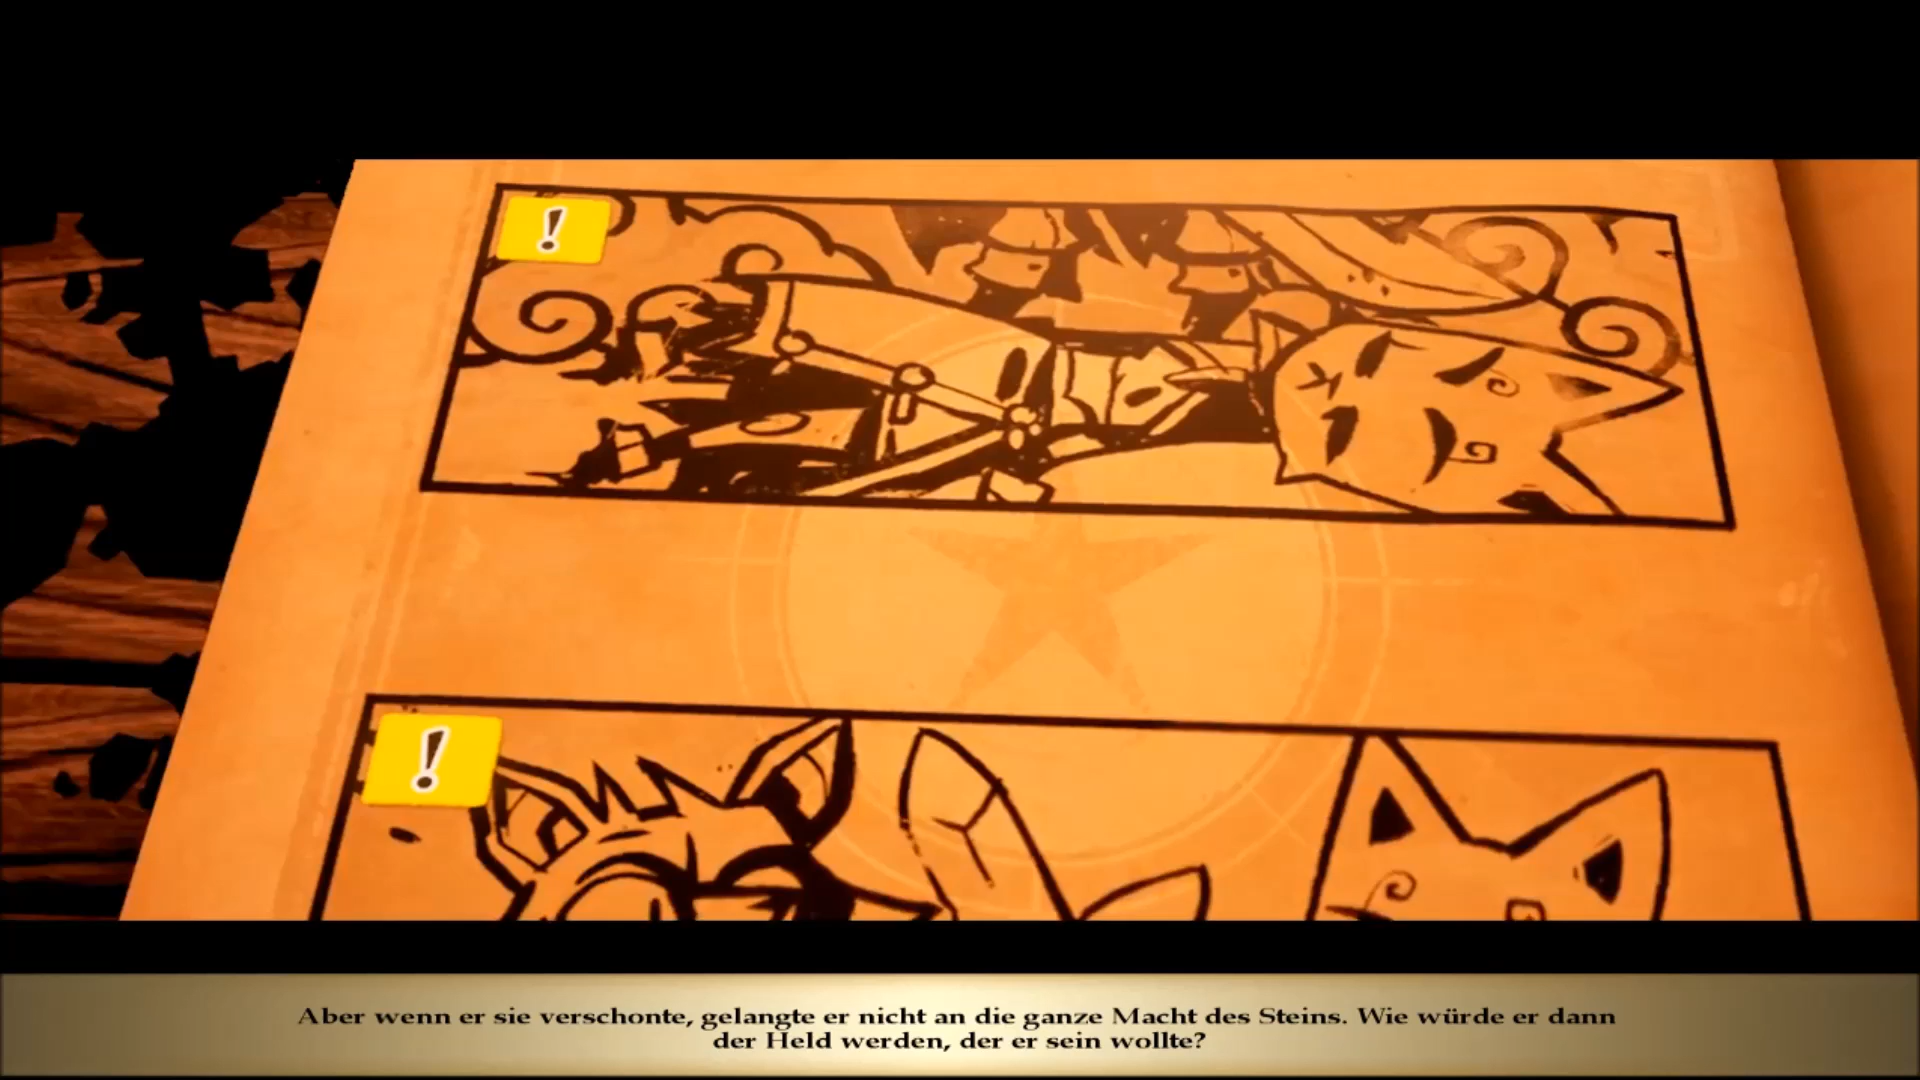 !
!
Aber wenn er sie verschonte, gelangte er nicht an die ganze Macht des Steins. Wie würde er dann
der Held werden, der er sein wollte?